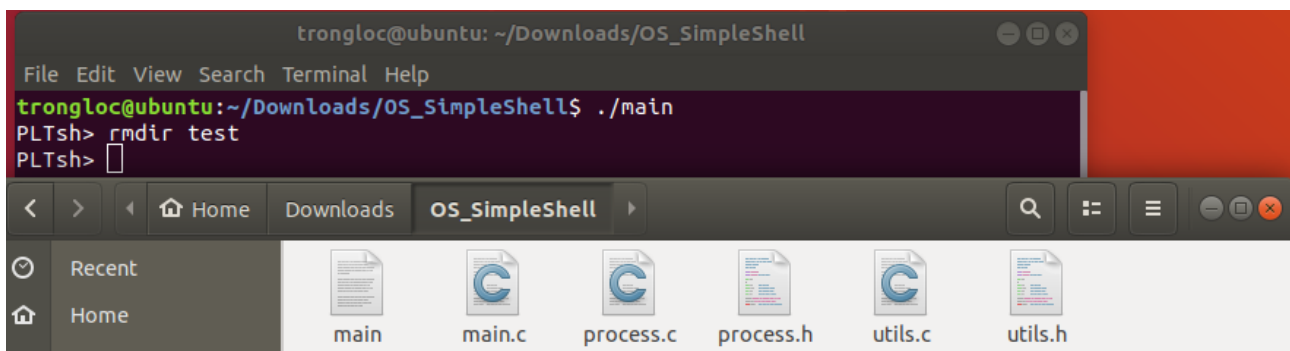 trongloc@ubuntu: ~/Downloads/OS_SimpleShell
File Edit View Search Terminal Help
trongloc@ubuntu:~/Downloads/OS_SimpleShell$ ./main
PLTsh> rmdir test
PLTsh>
Home Downloads OS_SimpleShell
Recent
Home
main main.c process.c process.h utils.c utils.h